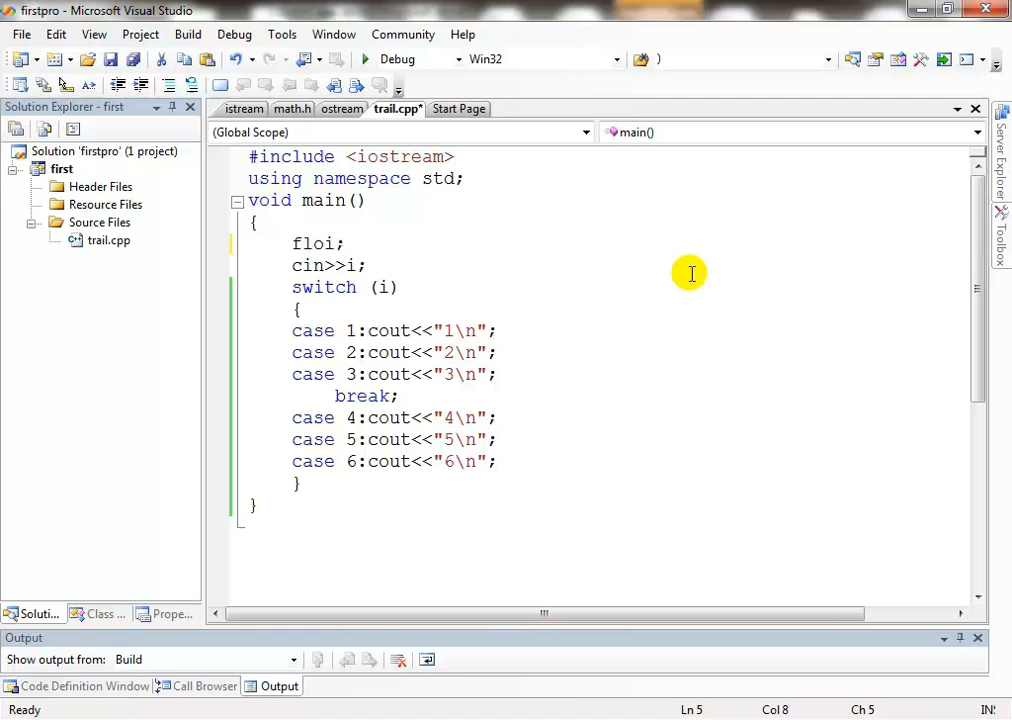 firstpro - Microsoft Visual Studio
File Edit View Project Build Debug Tools Window Community Help
Debug Win32 )
Solution Explorer - first
istream math.h ostream trail.cpp* Start Page
(Global Scope) main()
Solution 'firstpro' (1 project)
first
Header Files
Resource Files
Source Files
trail.cpp
#include <iostream>
using namespace std;
void main()
{
floi;
cin>>i;
switch (i)
{
case 1:cout<<"1\n";
case 2:cout<<"2\n";
case 3:cout<<"3\n";
break;
case 4:cout<<"4\n";
case 5:cout<<"5\n";
case 6:cout<<"6\n";
}
}
Server Explorer
Toolbox
Soluti... Class ... Prope...
Output
Show output from: Build
Code Definition Window Call Browser Output
Ready Ln 5 Col 8 Ch 5 INS